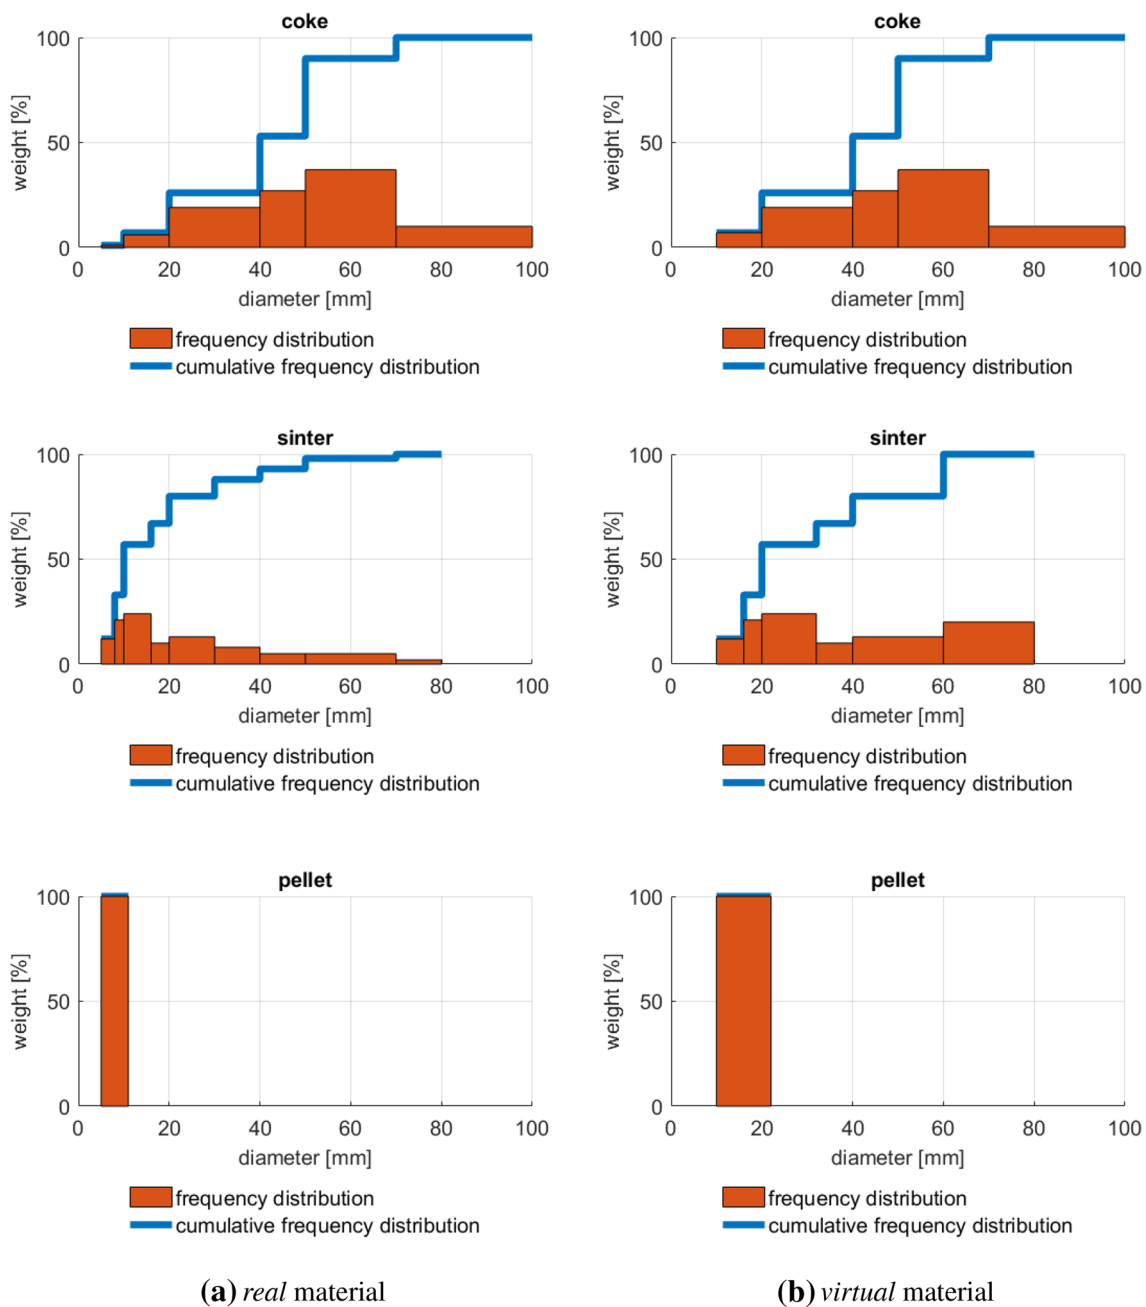 coke
100
50
0
weight [%]
0 20 40 60 80 100
diameter [mm]
frequency distribution
cumulative frequency distribution
coke
100
50
0
weight [%]
0 20 40 60 80 100
diameter [mm]
frequency distribution
cumulative frequency distribution
sinter
100
50
0
weight [%]
0 20 40 60 80 100
diameter [mm]
frequency distribution
cumulative frequency distribution
sinter
100
50
0
weight [%]
0 20 40 60 80 100
diameter [mm]
frequency distribution
cumulative frequency distribution
pellet
100
50
0
weight [%]
0 20 40 60 80 100
diameter [mm]
frequency distribution
cumulative frequency distribution
pellet
100
50
0
weight [%]
0 20 40 60 80 100
diameter [mm]
frequency distribution
cumulative frequency distribution
(a) real material
(b) virtual material